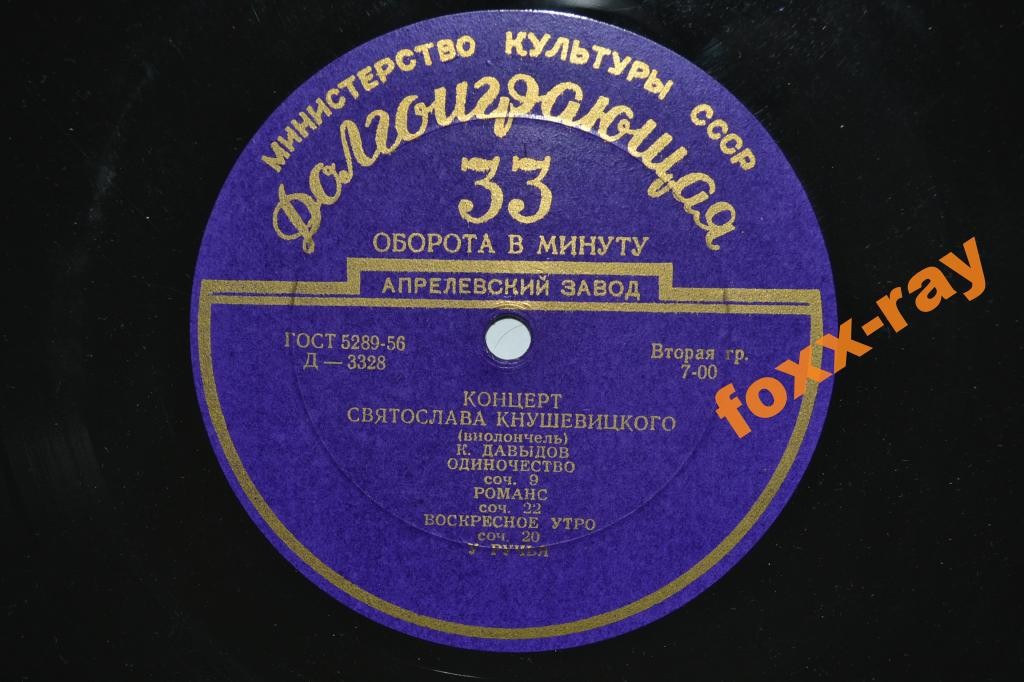 МИНИСТЕРСТВО КУЛЬТУРЫ СССР
Долгоиграющая
33
ОБОРОТА В МИНУТУ
АПРЕЛЕВСКИЙ ЗАВОД
ГОСТ 5289-56
Д — 3328
Вторая гр.
7-00
КОНЦЕРТ
СВЯТОСЛАВА КНУШЕВИЦКОГО
(виолончель)
К. ДАВЫДОВ
ОДИНОЧЕСТВО
соч. 9
РОМАНС
соч. 22
ВОСКРЕСНОЕ УТРО
соч. 20
У РУЧЬЯ
foxx-ray